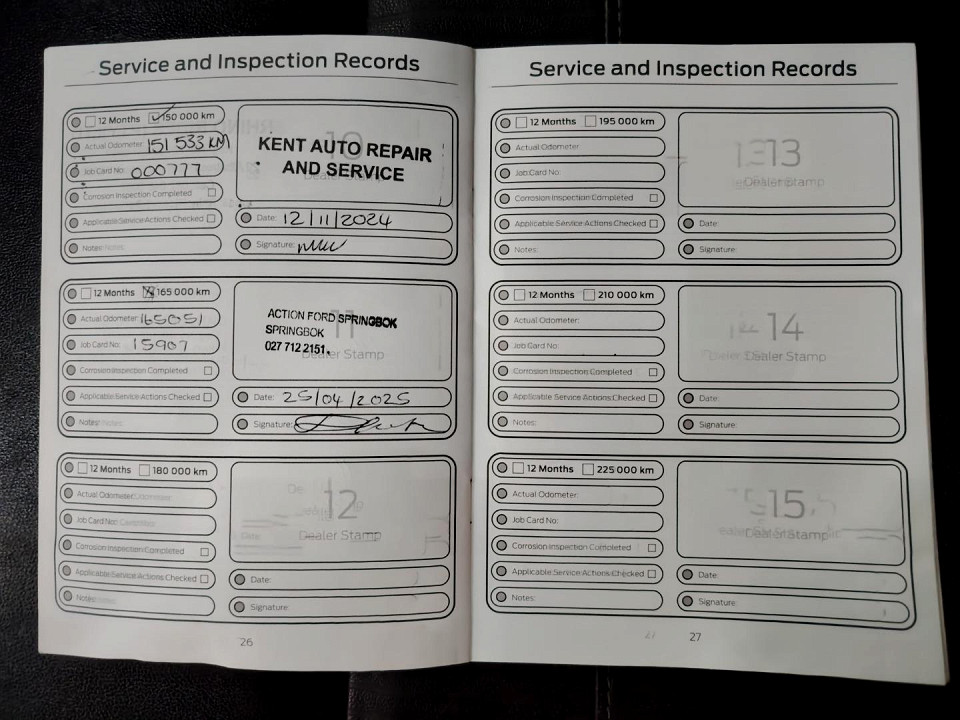 Service and Inspection Records
12 Months 150 000 km
Actual Odometer: 151 533 KM
Job Card No: 000777
Corrosion Inspection Completed
Applicable Service Actions Checked
Notes:
10
KENT AUTO REPAIR
AND SERVICE
Dealer Stamp
Date: 12/11/2024
Signature:
12 Months 165 000 km
Actual Odometer: 165051
Job Card No: 15907
Corrosion Inspection Completed
Applicable Service Actions Checked
Notes:
11
ACTION FORD SPRINGBOK
SPRINGBOK
027 712 2151
Dealer Stamp
Date: 25/04/2025
Signature:
12 Months 180 000 km
Actual Odometer:
Job Card No:
Corrosion Inspection Completed
Applicable Service Actions Checked
Notes:
12
Dealer Stamp
Date:
Signature:
26
Service and Inspection Records
12 Months 195 000 km
Actual Odometer:
Job Card No:
Corrosion Inspection Completed
Applicable Service Actions Checked
Notes:
13
Dealer Stamp
Date:
Signature:
12 Months 210 000 km
Actual Odometer:
Job Card No:
Corrosion Inspection Completed
Applicable Service Actions Checked
Notes:
14
Dealer Stamp
Date:
Signature:
12 Months 225 000 km
Actual Odometer:
Job Card No:
Corrosion Inspection Completed
Applicable Service Actions Checked
Notes:
15
Dealer Stamp
Date:
Signature:
27